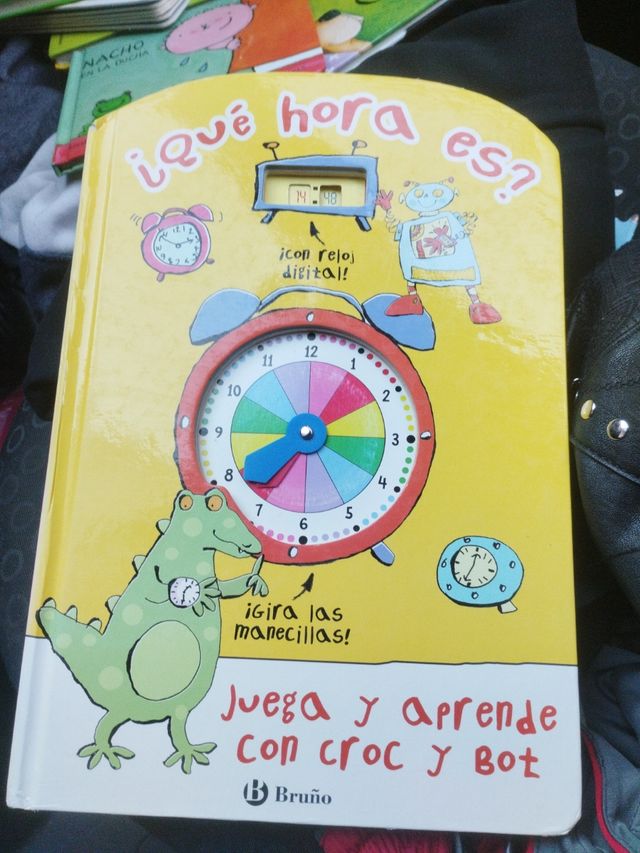 NACHO
EN LA DUCHA
¡Qué hora es?
14:48
¡con reloj
digital!
12
1
2
3
4
5
6
7
8
9
10
11
¡Gira las
manecillas!
Juega y aprende
con Croc y Bot
B Bruño